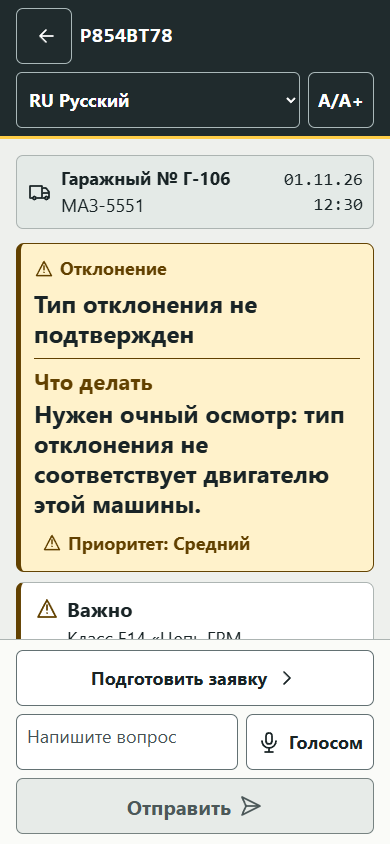 P854BT78
RU Русский
A/A+
Гаражный № Г-106
01.11.26
МАЗ-5551
12:30
Отклонение
Тип отклонения не
подтвержден
Что делать
Нужен очный осмотр: тип
отклонения не
соответствует двигателю
этой машины.
Приоритет: Средний
Важно
Подготовить заявку
Напишите вопрос
Голосом
Отправить